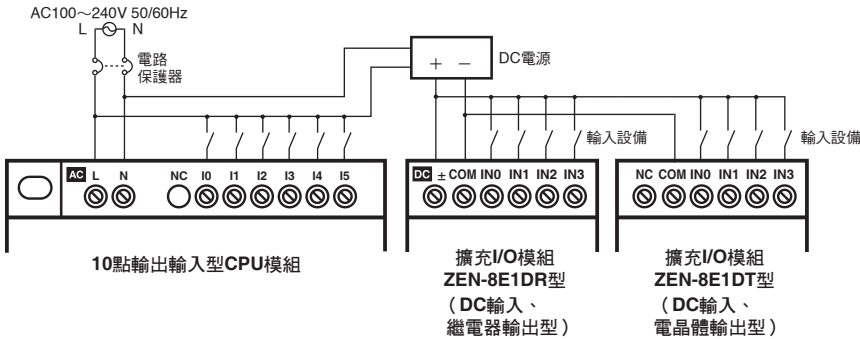 AC100～240V 50/60Hz
L N
電路
保護器
+ −
DC電源
輸入設備
輸入設備
AC L N NC I0 I1 I2 I3 I4 I5
DC ± COM IN0 IN1 IN2 IN3
NC COM IN0 IN1 IN2 IN3
10點輸出輸入型CPU模組
擴充I/O模組
ZEN-8E1DR型
（DC輸入、
繼電器輸出型）
擴充I/O模組
ZEN-8E1DT型
（DC輸入、
電晶體輸出型）